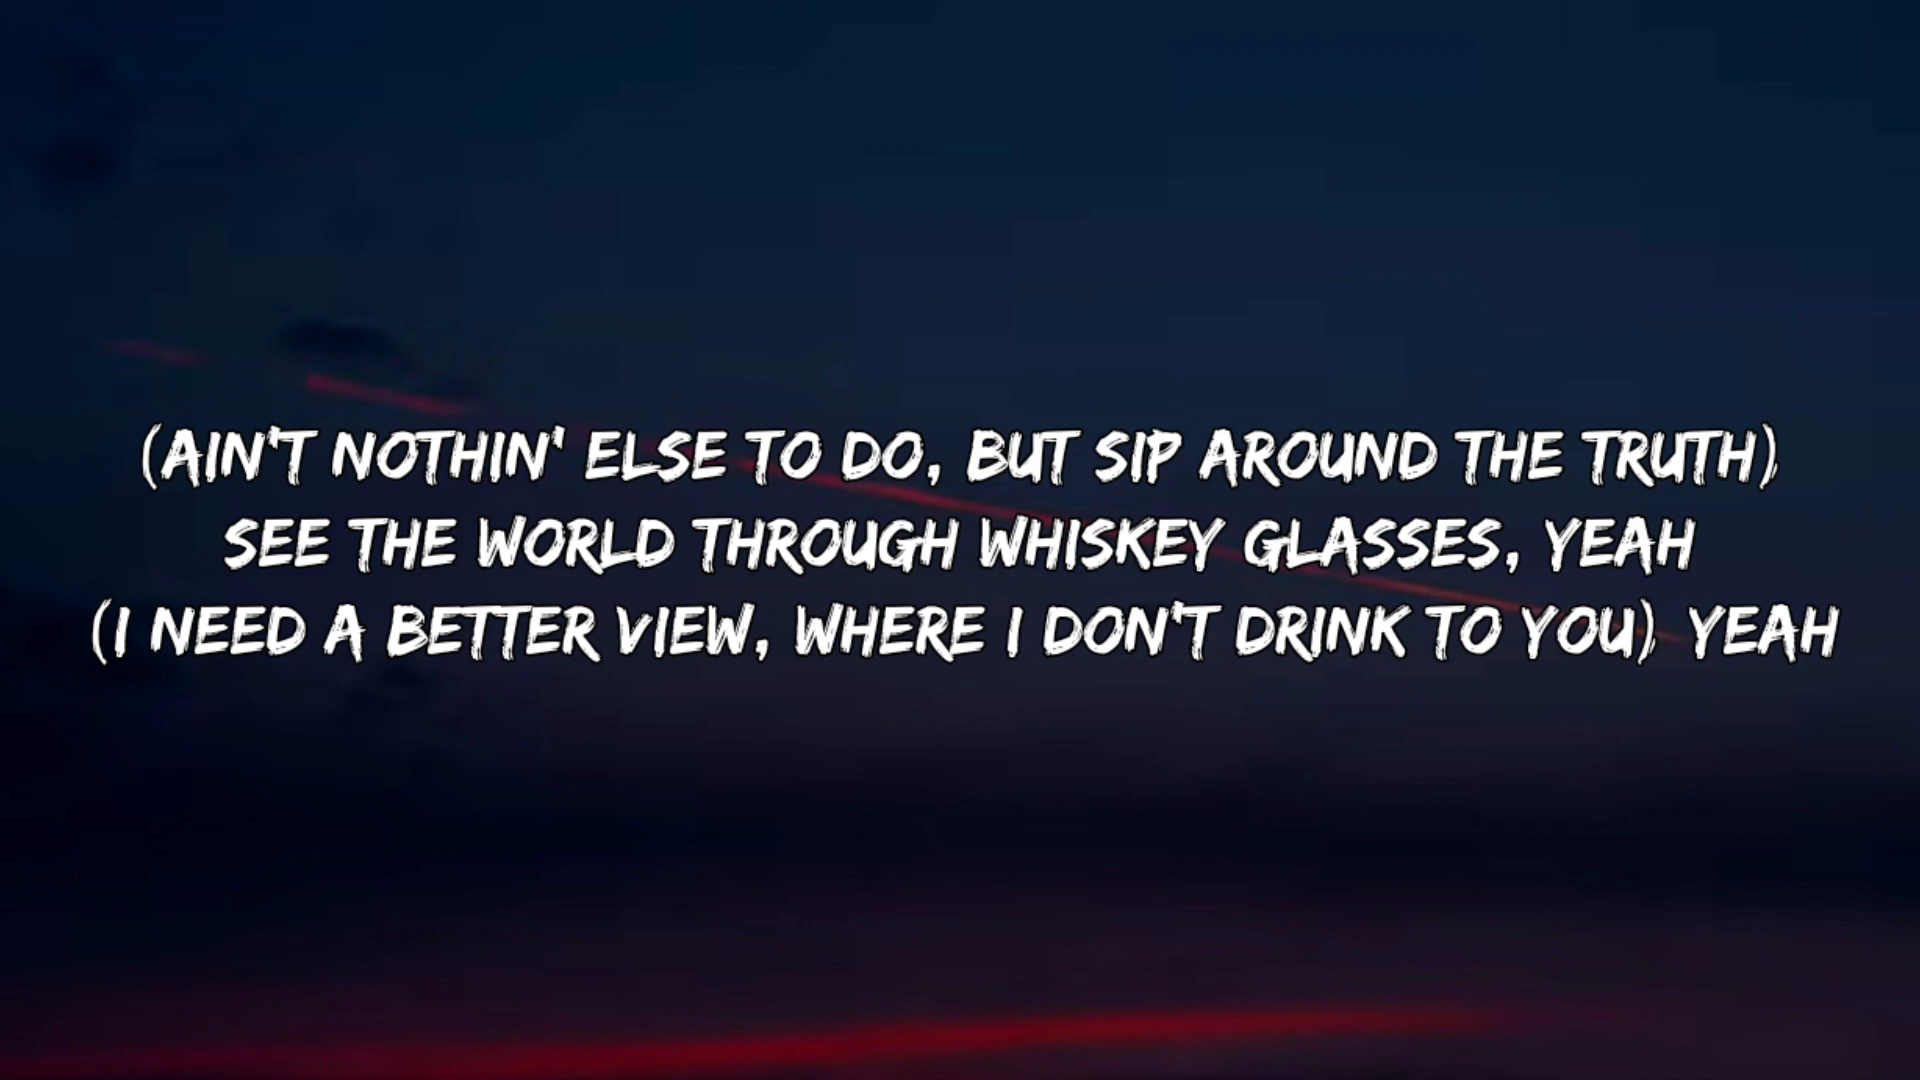 (AIN'T NOTHIN' ELSE TO DO, BUT SIP AROUND THE TRUTH)
SEE THE WORLD THROUGH WHISKEY GLASSES, YEAH
(I NEED A BETTER VIEW, WHERE I DON'T DRINK TO YOU) YEAH